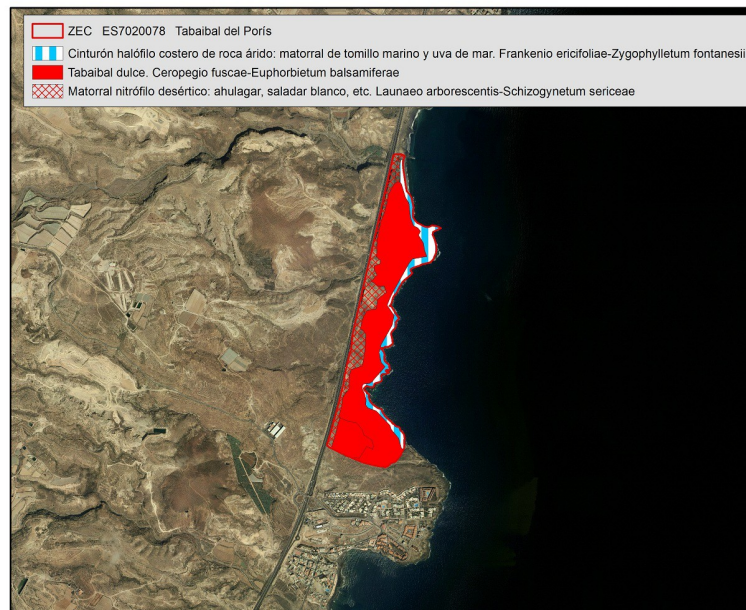 ZEC ES7020078 Tabaibal del Porís
Cinturón halófilo costero de roca árido: matorral de tomillo marino y uva de mar. Frankenio ericifoliae-Zygophylletum fontanesii
Tabaibal dulce. Ceropegio fuscae-Euphorbietum balsamiferae
Matorral nitrófilo desértico: ahulagar, saladar blanco, etc. Launaeo arborescentis-Schizogynetum sericeae